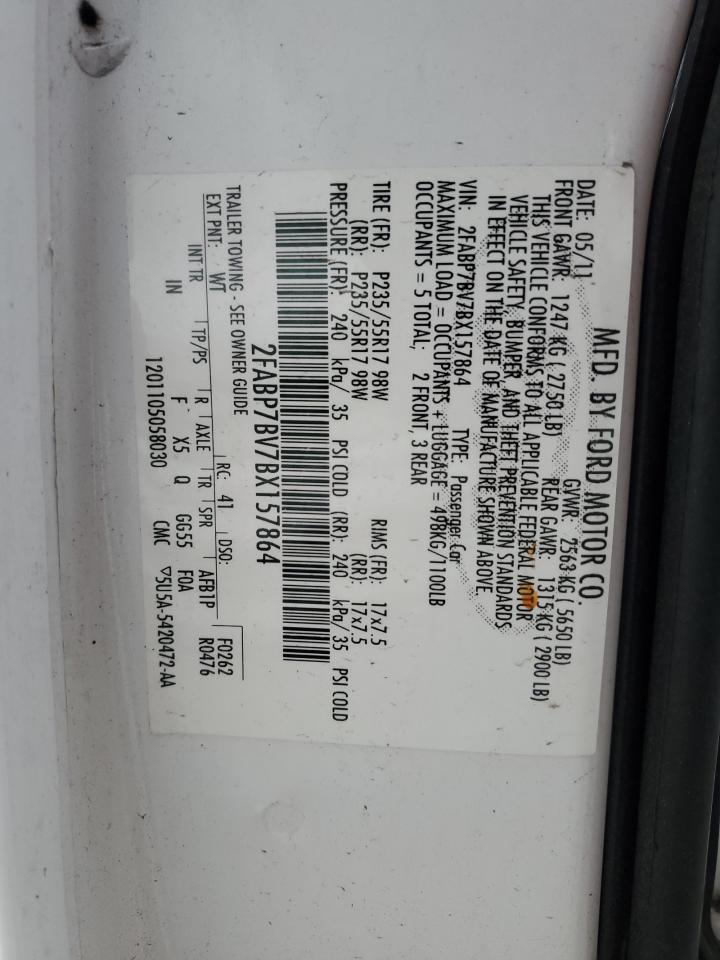 MFD. BY FORD MOTOR CO.
DATE: 05/11 GVWR: 2563 KG ( 5650 LB)
FRONT GAWR: 1247 KG ( 2750 LB) REAR GAWR: 1315 KG ( 2900 LB)
THIS VEHICLE CONFORMS TO ALL APPLICABLE FEDERAL MOTOR
VEHICLE SAFETY, BUMPER, AND THEFT PREVENTION STANDARDS
IN EFFECT ON THE DATE OF MANUFACTURE SHOWN ABOVE.
VIN: 2FABP7BV7BX157864 TYPE: Passenger Car
MAXIMUM LOAD = OCCUPANTS + LUGGAGE = 498KG/1100LB
OCCUPANTS = 5 TOTAL, 2 FRONT, 3 REAR
TIRE (FR): P235/55R17 98W RIMS (FR): 17x7.5
(RR): P235/55R17 98W (RR): 17x7.5
PRESSURE (FR): 240 kPa/ 35 PSI COLD (RR): 240 kPa/ 35 PSI COLD
2FABP7BV7BX157864
TRAILER TOWING - SEE OWNER GUIDE
EXT PNT: WT RC: 41 DSO: F0262
AFB1P R0476
INT TR TP/PS R AXLE TR SPR
IN F X5 Q GG55 FOA
1201105058030 CMC ▽5U5A-5420472-AA